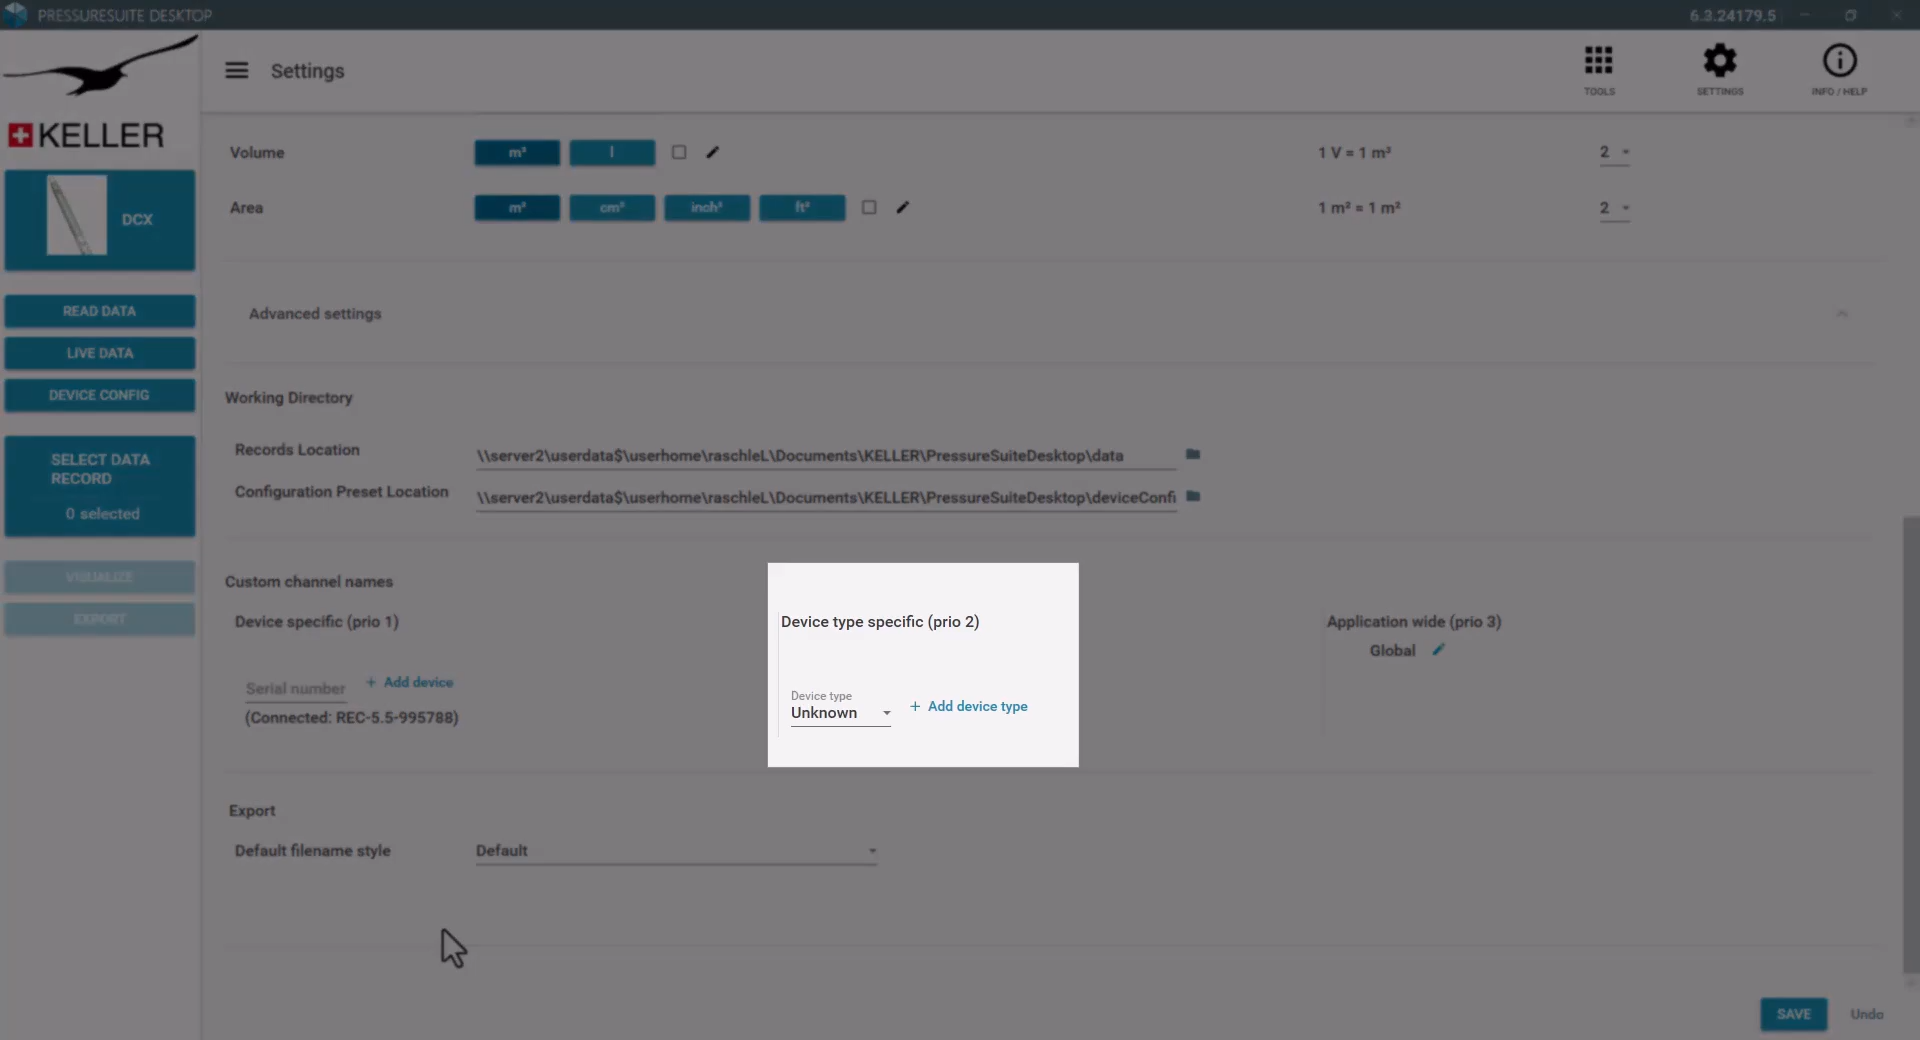 PRESSURESUITE DESKTOP
6.3.24179.5
KELLER
Settings
TOOLS
SETTINGS
INFO / HELP
DCX
READ DATA
LIVE DATA
DEVICE CONFIG
SELECT DATA
RECORD
0 selected
VISUALIZE
EXPORT
Volume
m³
l
1 V = 1 m³
2
Area
m²
cm²
inch²
ft²
1 m² = 1 m²
2
Advanced settings
Working Directory
Records Location
\\server2\userdata$\userhome\raschleL\Documents\KELLER\PressureSuiteDesktop\data
Configuration Preset Location
\\server2\userdata$\userhome\raschleL\Documents\KELLER\PressureSuiteDesktop\deviceConfi
Custom channel names
Device specific (prio 1)
Serial number
+ Add device
(Connected: REC-5.5-995788)
Device type specific (prio 2)
Device type
Unknown
+ Add device type
Application wide (prio 3)
Global
Export
Default filename style
Default
SAVE
Undo